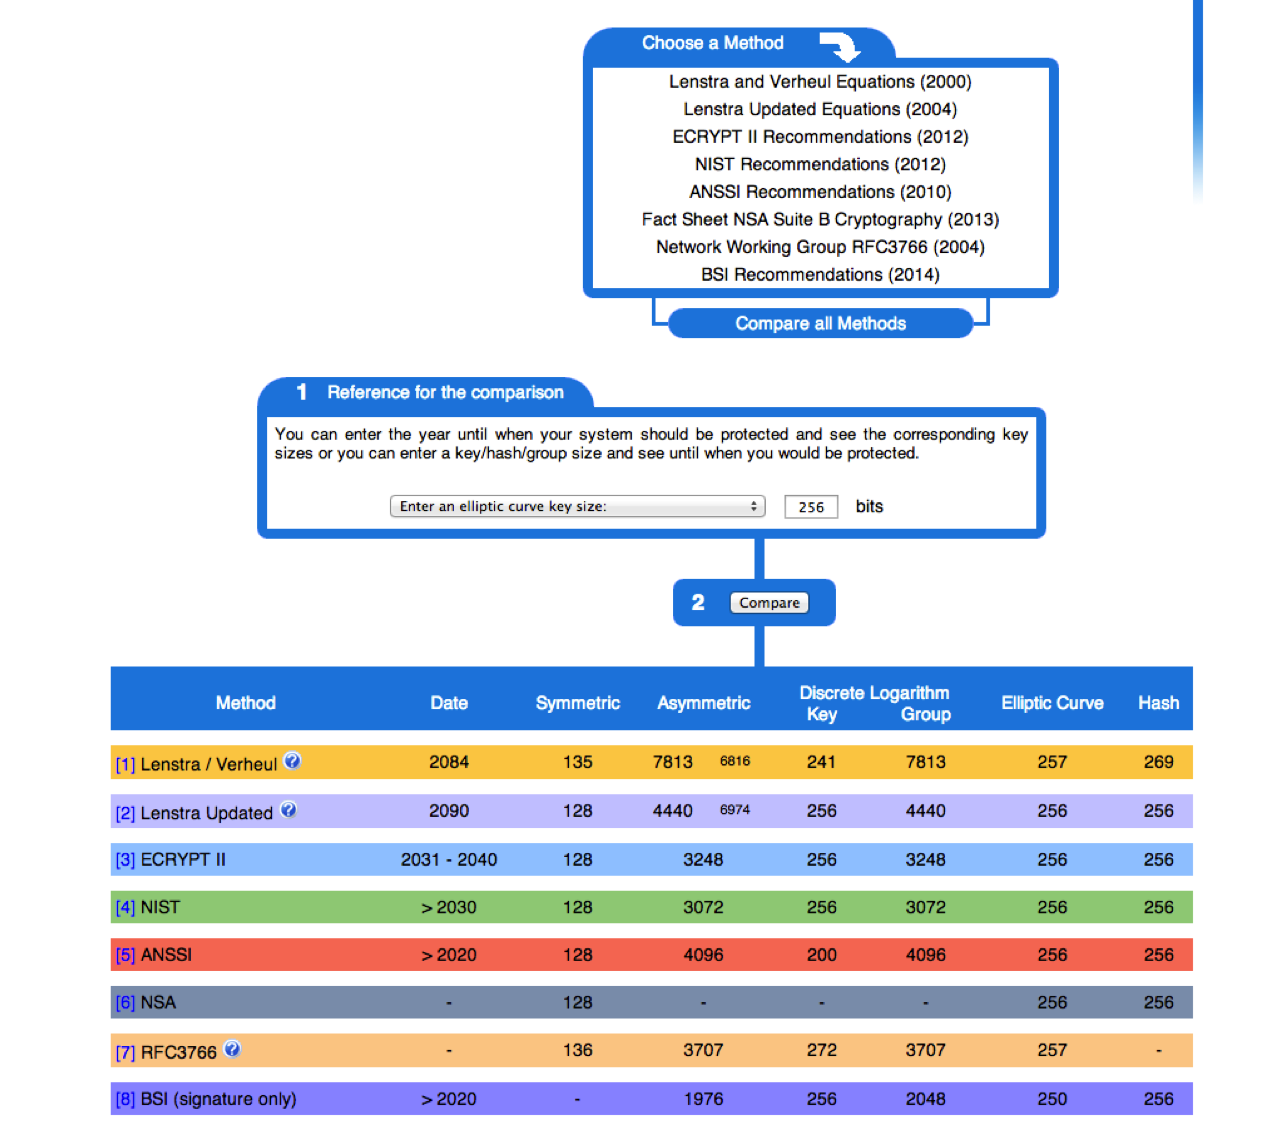 Choose a Method
Lenstra and Verheul Equations (2000)
Lenstra Updated Equations (2004)
ECRYPT II Recommendations (2012)
NIST Recommendations (2012)
ANSSI Recommendations (2010)
Fact Sheet NSA Suite B Cryptography (2013)
Network Working Group RFC3766 (2004)
BSI Recommendations (2014)
Compare all Methods
1 Reference for the comparison
You can enter the year until when your system should be protected and see the corresponding key
sizes or you can enter a key/hash/group size and see until when you would be protected.
Enter an elliptic curve key size: 256 bits
2 Compare
Method Date Symmetric Asymmetric Discrete Logarithm Elliptic Curve Hash
Key Group
[1] Lenstra / Verheul ? 2084 135 7813 6816 241 7813 257 269
[2] Lenstra Updated ? 2090 128 4440 6974 256 4440 256 256
[3] ECRYPT II 2031 - 2040 128 3248 256 3248 256 256
[4] NIST > 2030 128 3072 256 3072 256 256
[5] ANSSI > 2020 128 4096 200 4096 256 256
[6] NSA - 128 - - - 256 256
[7] RFC3766 ? - 136 3707 272 3707 257 -
[8] BSI (signature only) > 2020 - 1976 256 2048 250 256